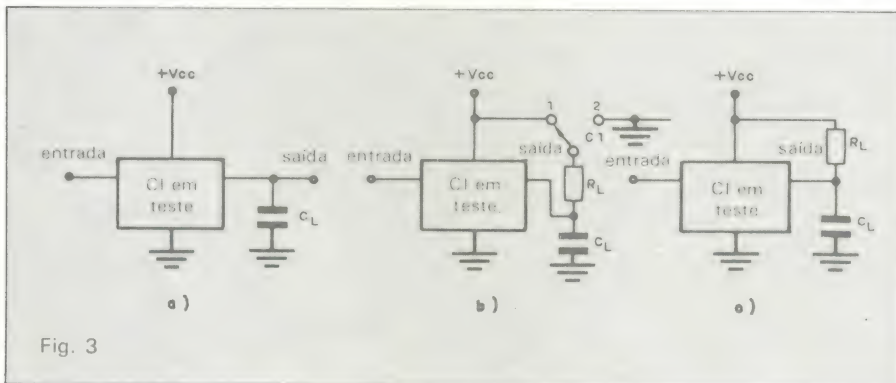 +Vcc
entrada
saída
CI em
teste
CL
a)
+Vcc
1
2
C1
saída
entrada
RL
CI em
teste.
CL
b)
+Vcc
saída
RL
entrada
CI em
teste
CL
a)
Fig. 3